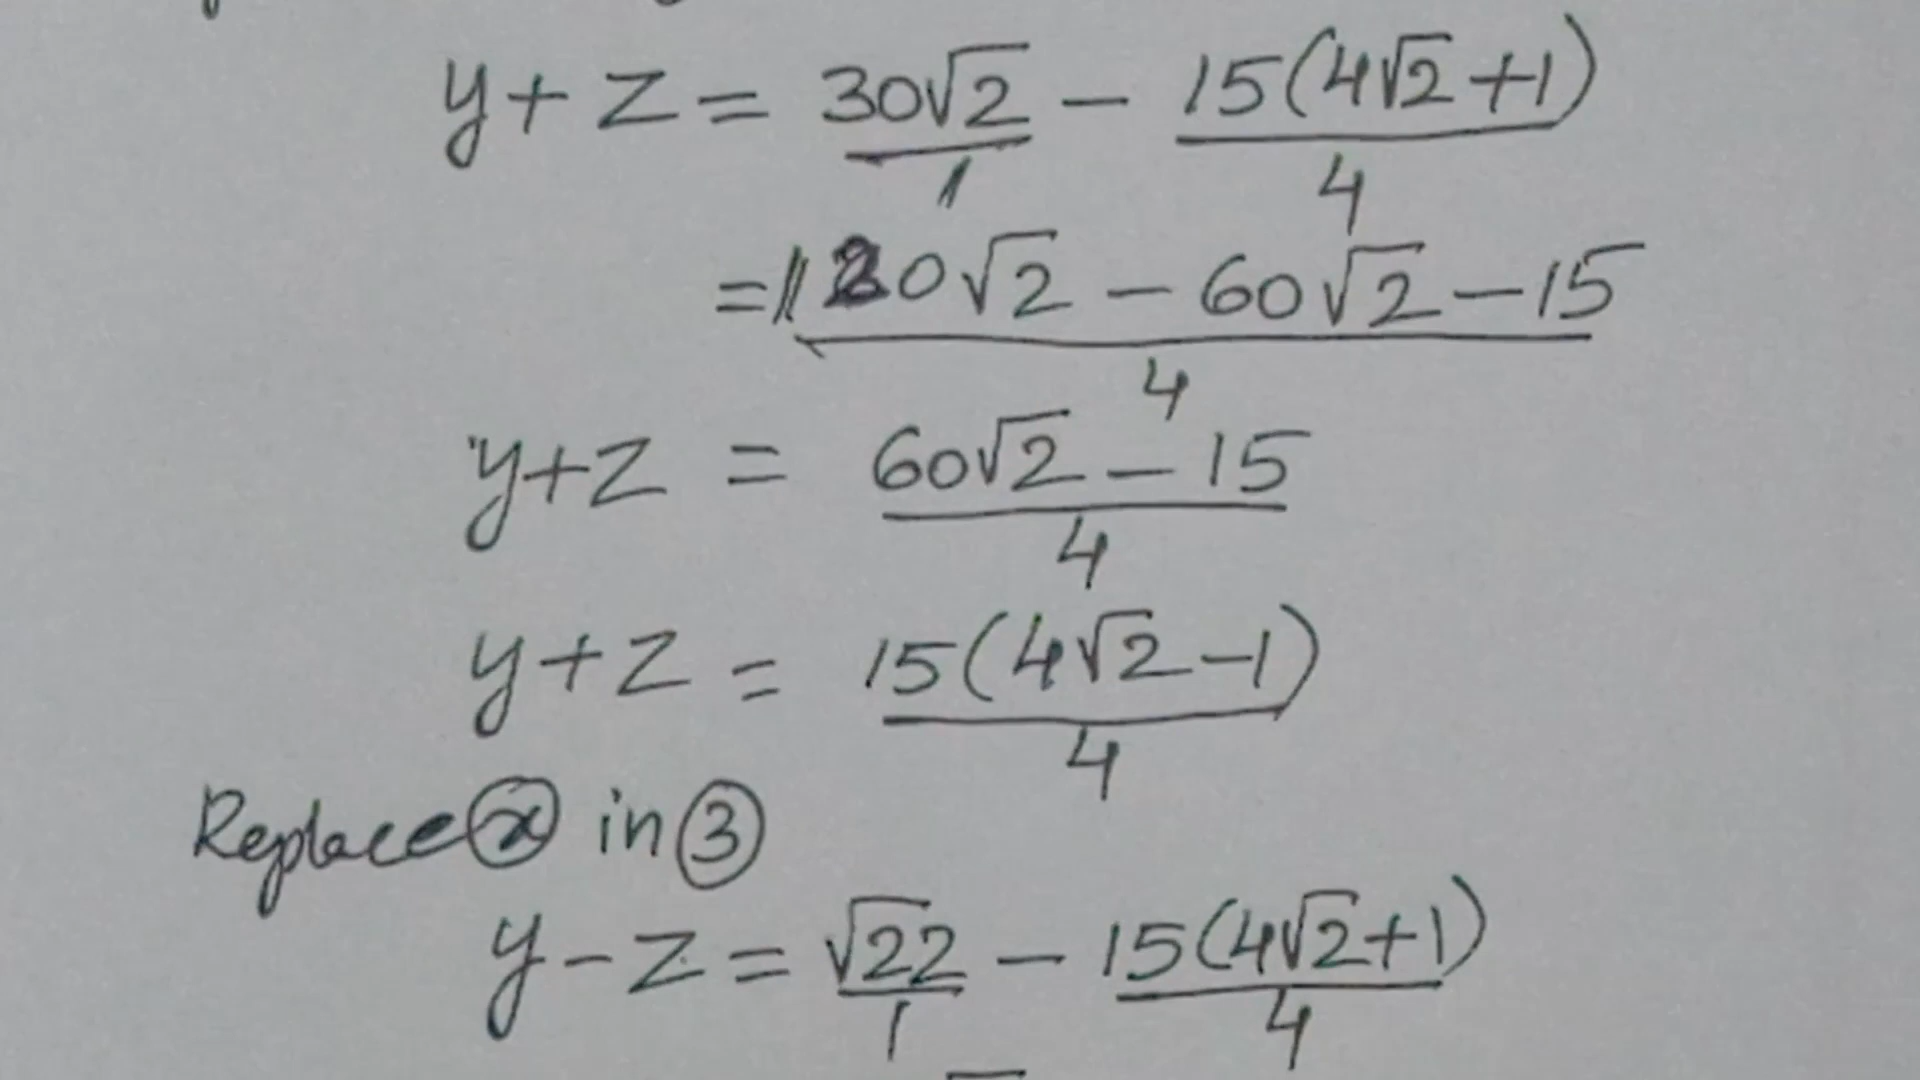 y + z = 30√2/1 - 15(4√2+1)/4
= 120√2 - 60√2 - 15/4
y+z = 60√2 - 15/4
y+z = 15(4√2-1)/4
Replace x in 3
y - z = √22/1 - 15(4√2+1)/4